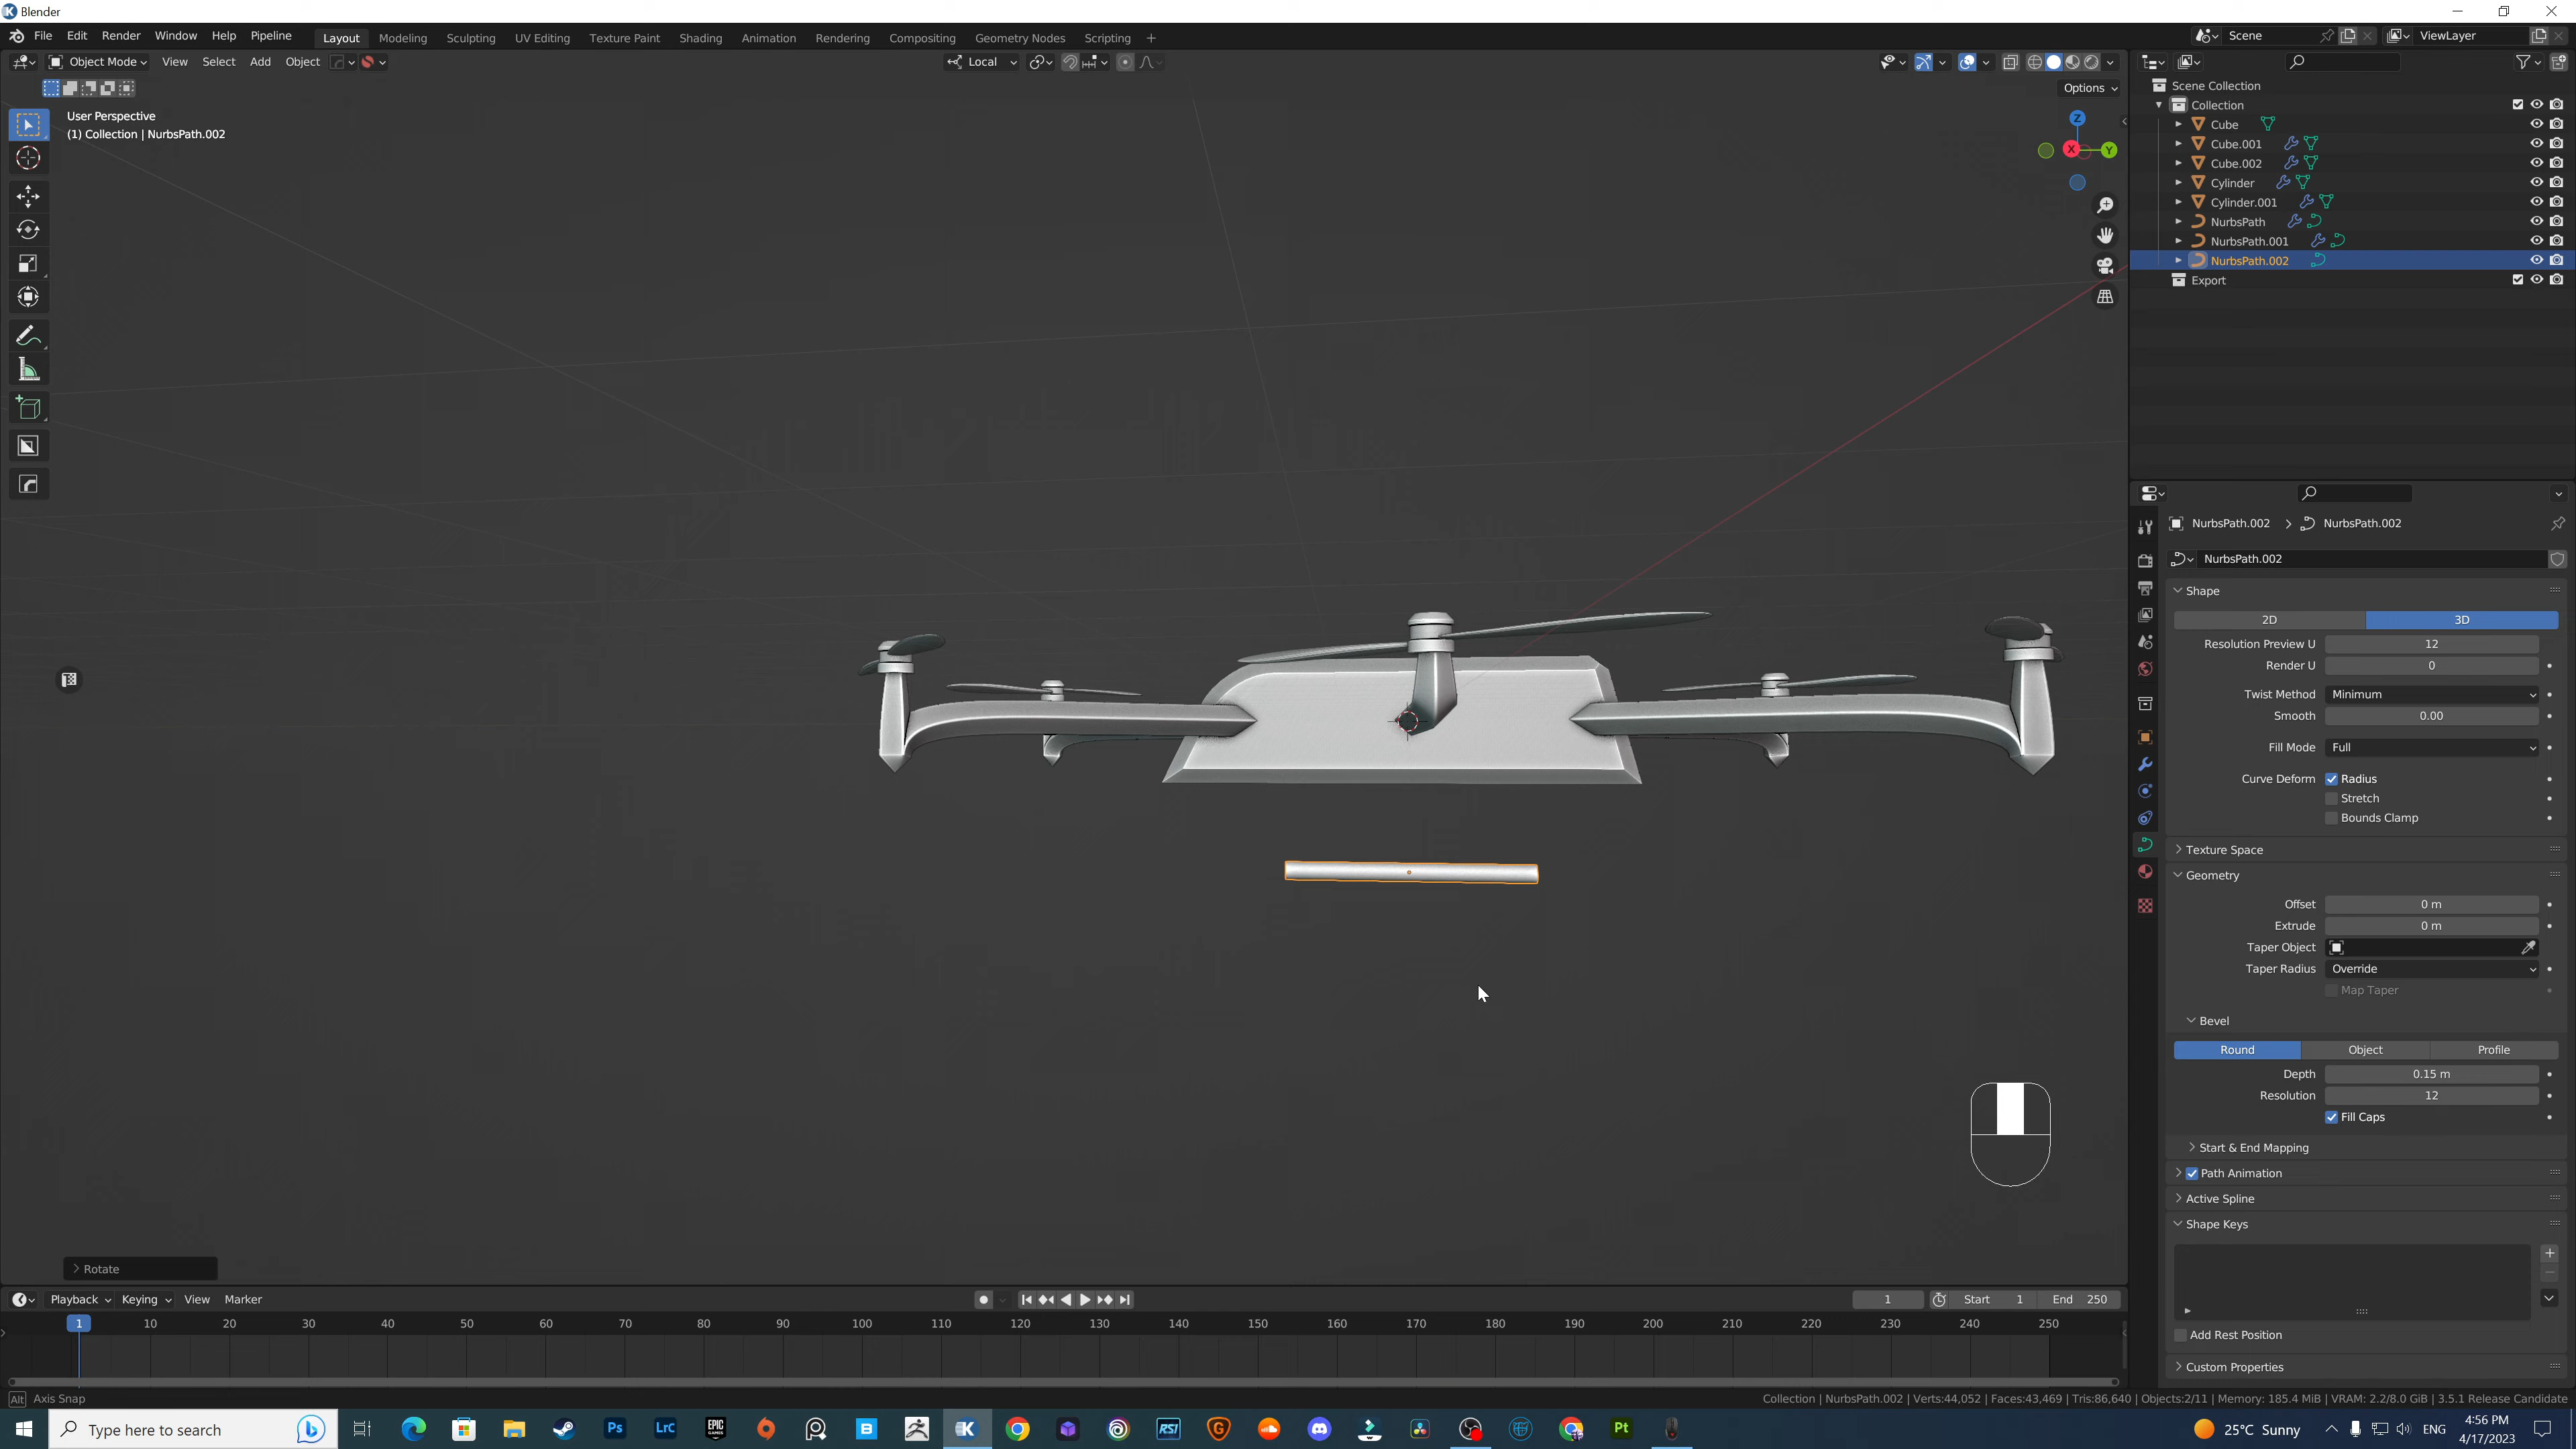 Blender
File Edit Render Window Help Pipeline Layout Modeling Sculpting UV Editing Texture Paint Shading Animation Rendering Compositing Geometry Nodes Scripting + Scene ViewLayer
Object Mode View Select Add Object Local
Options
User Perspective
(1) Collection | NurbsPath.002
Z
X Y
Scene Collection
Collection
Cube
Cube.001
Cube.002
Cylinder
Cylinder.001
NurbsPath
NurbsPath.001
NurbsPath.002
Export
NurbsPath.002 > NurbsPath.002
NurbsPath.002
Shape
2D 3D
Resolution Preview U 12
Render U 0
Twist Method Minimum
Smooth 0.00
Fill Mode Full
Curve Deform Radius
Stretch
Bounds Clamp
Texture Space
Geometry
Offset 0 m
Extrude 0 m
Taper Object
Taper Radius Override
Map Taper
Bevel
Round Object Profile
Depth 0.15 m
Resolution 12
Fill Caps
Start & End Mapping
Path Animation
Active Spline
Shape Keys
Add Rest Position
Custom Properties
Rotate
Playback Keying View Marker 1 Start 1 End 250
1 10 20 30 40 50 60 70 80 90 100 110 120 130 140 150 160 170 180 190 200 210 220 230 240 250
Alt Axis Snap
Collection | NurbsPath.002 | Verts:44,052 | Faces:43,469 | Tris:86,640 | Objects:2/11 | Memory: 185.4 MiB | VRAM: 2.2/8.0 GiB | 3.5.1 Release Candidate
Type here to search Ps LrC EPIC GAMES B K RSI G Pt 25°C Sunny ENG 4:56 PM
4/17/2023